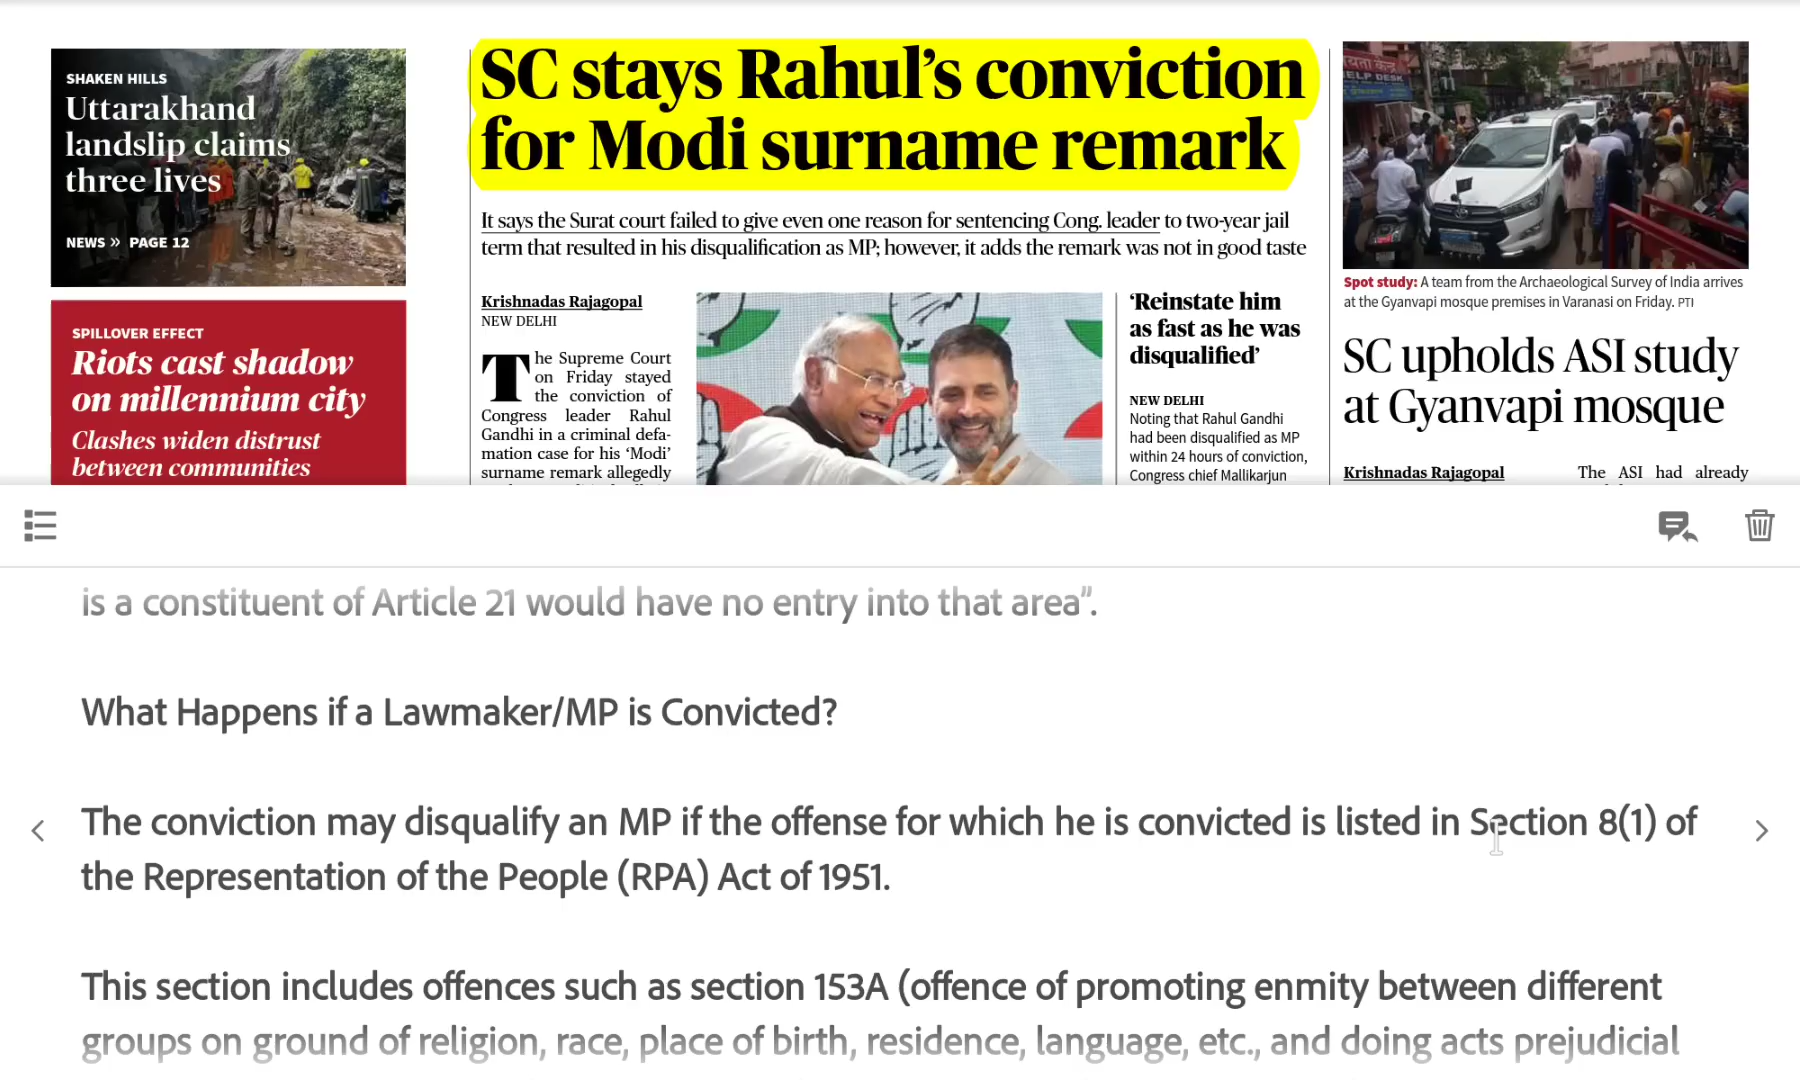 SHAKEN HILLS
Uttarakhand
landslip claims
three lives
NEWS » PAGE 12
SPILLOVER EFFECT
Riots cast shadow
on millennium city
Clashes widen distrust
between communities
SC stays Rahul’s conviction
for Modi surname remark
It says the Surat court failed to give even one reason for sentencing Cong. leader to two-year jail
term that resulted in his disqualification as MP; however, it adds the remark was not in good taste
Krishnadas Rajagopal
NEW DELHI
The Supreme Court
on Friday stayed
the conviction of
Congress leader Rahul
Gandhi in a criminal defa-
mation case for his ‘Modi’
surname remark allegedly
‘Reinstate him
as fast as he was
disqualified’
NEW DELHI
Noting that Rahul Gandhi
had been disqualified as MP
within 24 hours of conviction,
Congress chief Mallikarjun
HELP DESK
Spot study: A team from the Archaeological Survey of India arrives
at the Gyanvapi mosque premises in Varanasi on Friday. PTI
SC upholds ASI study
at Gyanvapi mosque
Krishnadas Rajagopal
The ASI had already
is a constituent of Article 21 would have no entry into that area”.
What Happens if a Lawmaker/MP is Convicted?
The conviction may disqualify an MP if the offense for which he is convicted is listed in Section 8(1) of
the Representation of the People (RPA) Act of 1951.
This section includes offences such as section 153A (offence of promoting enmity between different
groups on ground of religion, race, place of birth, residence, language, etc., and doing acts prejudicial